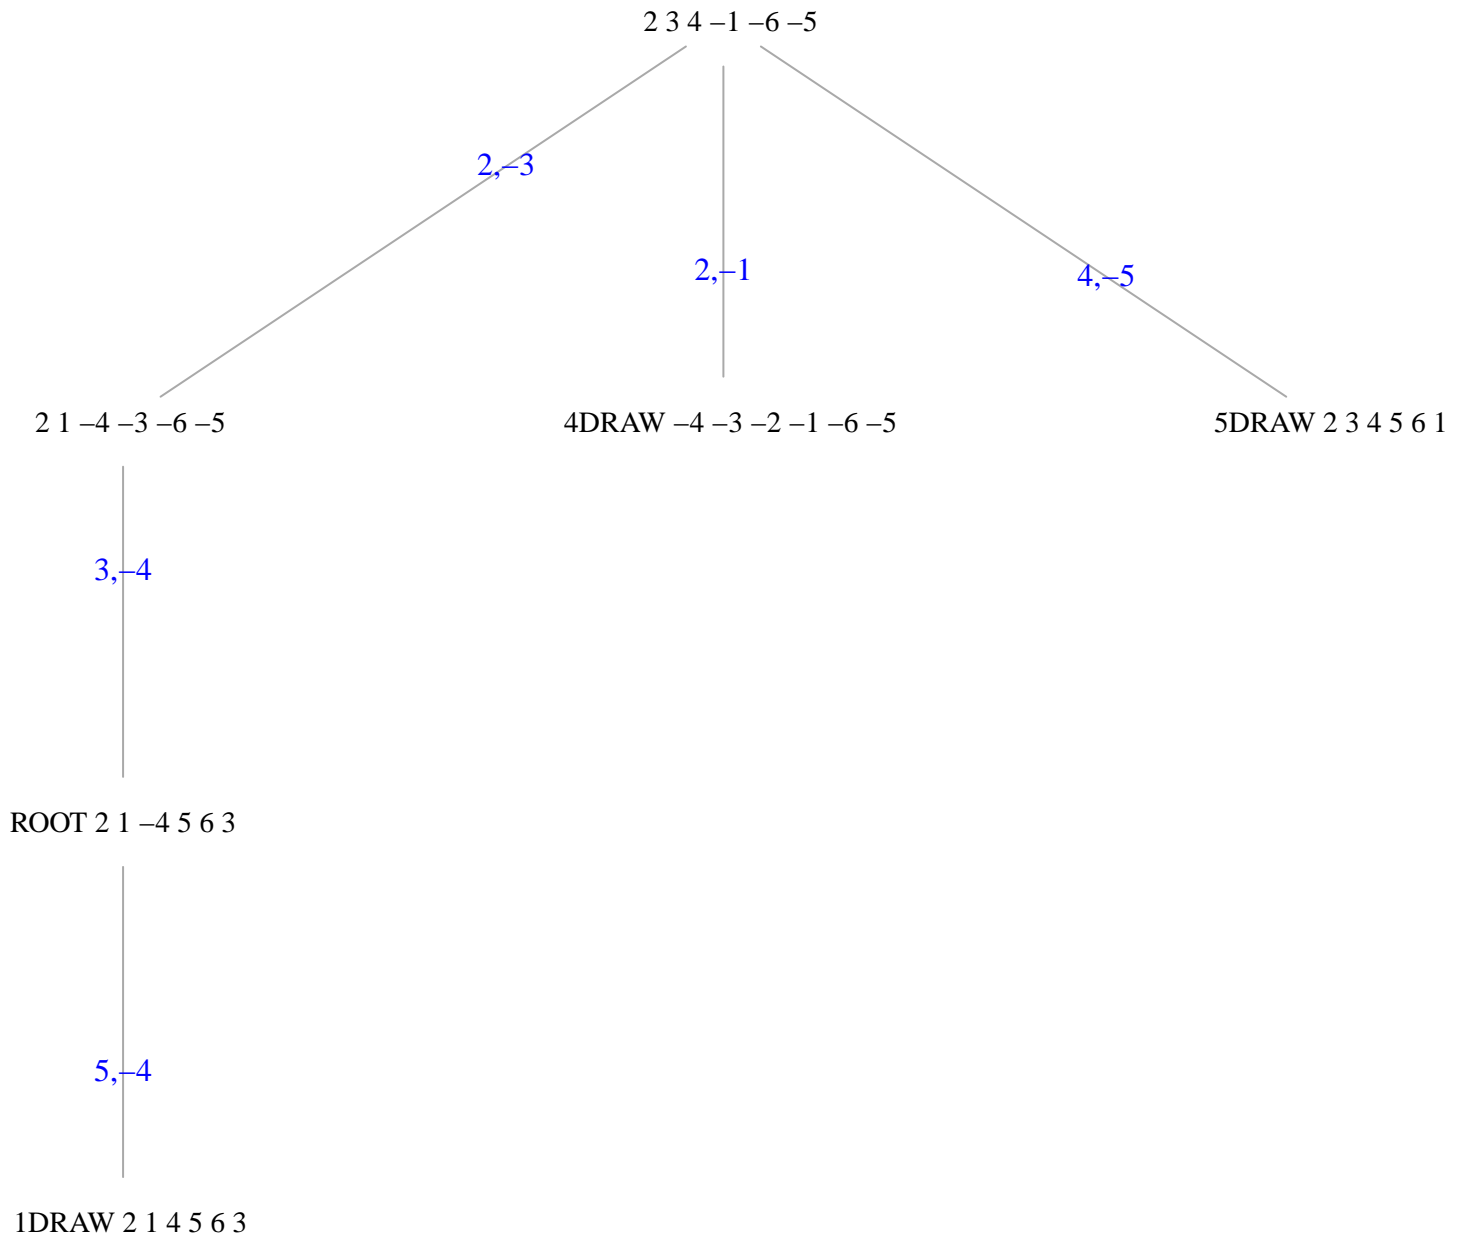 2 3 4 –1 –6 –5
2,–3
2,–1
4,–5
2 1 –4 –3 –6 –5
4DRAW –4 –3 –2 –1 –6 –5
5DRAW 2 3 4 5 6 1
3,–4
ROOT 2 1 –4 5 6 3
5,–4
1DRAW 2 1 4 5 6 3